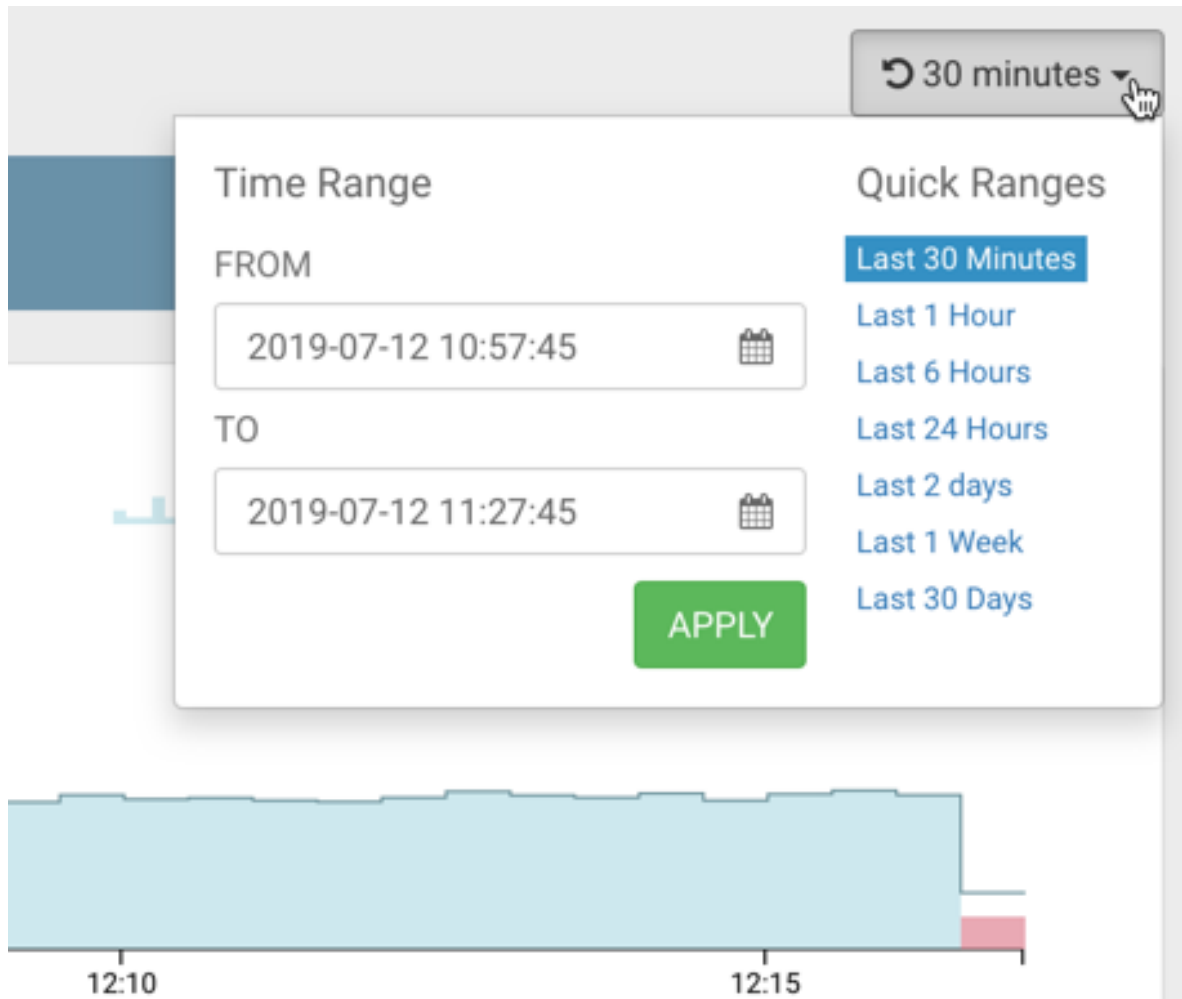 30 minutes
Time Range
FROM
2019-07-12 10:57:45
TO
2019-07-12 11:27:45
APPLY
Quick Ranges
Last 30 Minutes
Last 1 Hour
Last 6 Hours
Last 24 Hours
Last 2 days
Last 1 Week
Last 30 Days
12:10
12:15